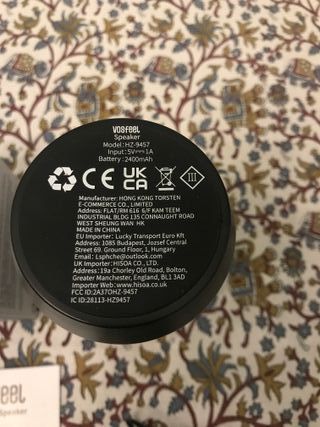 VOSFEEL
Speaker
Model: HZ-9457
Input: 5V⎓1A
Battery: 2400mAh
CE UK CA III
Manufacturer: HONG KONG TORSTEN
E-COMMERCE CO., LIMITED
Address: FLAT/RM 616 6/F KAM TEEM
INDUSTRIAL BLDG 135 CONNAUGHT ROAD
WEST SHEUNG WAN HK
MADE IN CHINA
EU Importer: Lucky Transport Euro Kft
Address: 1085 Budapest, Jozsef Central
Street 69. Ground Floor, 1, Hungary
Email: Lspphche@outlook.com
UK Importer: HISOA CO., LTD.
Address: 19a Chorley Old Road, Bolton,
Greater Manchester, England, BL1 3AD
Importer Web: www.hisoa.co.uk
FCC ID: 2A37OHZ-9457
IC ID: 28113-HZ9457
feel
Speaker